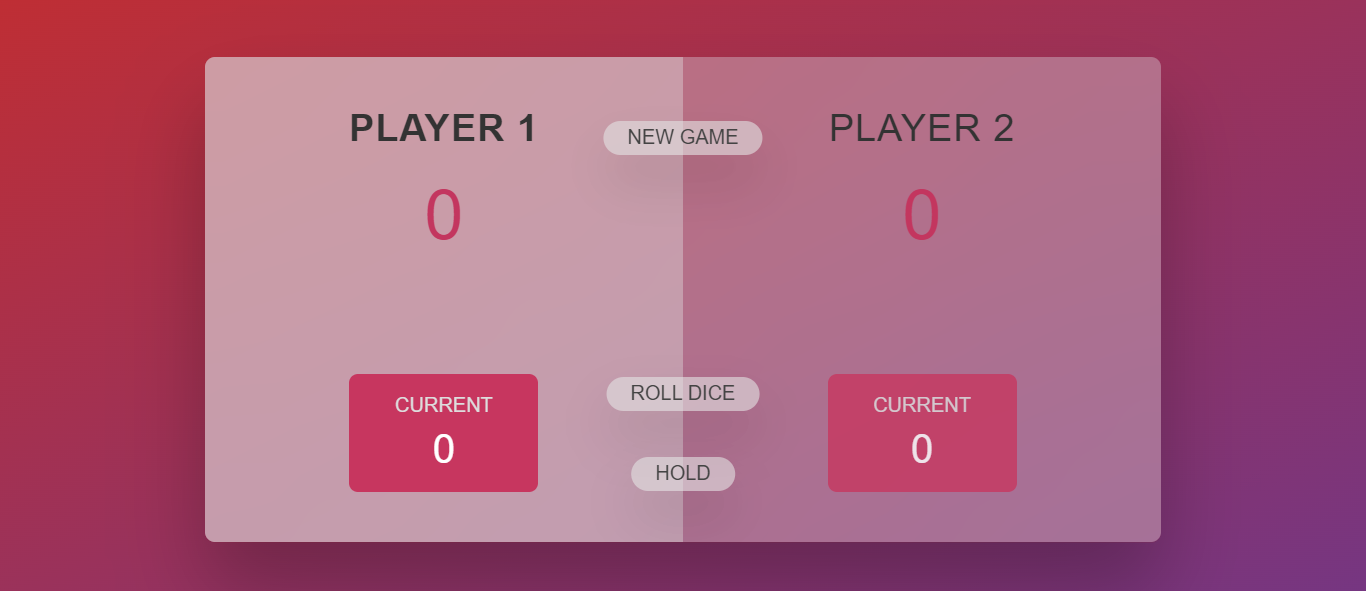 PLAYER 1
NEW GAME
PLAYER 2
0
0
ROLL DICE
CURRENT
0
CURRENT
0
HOLD